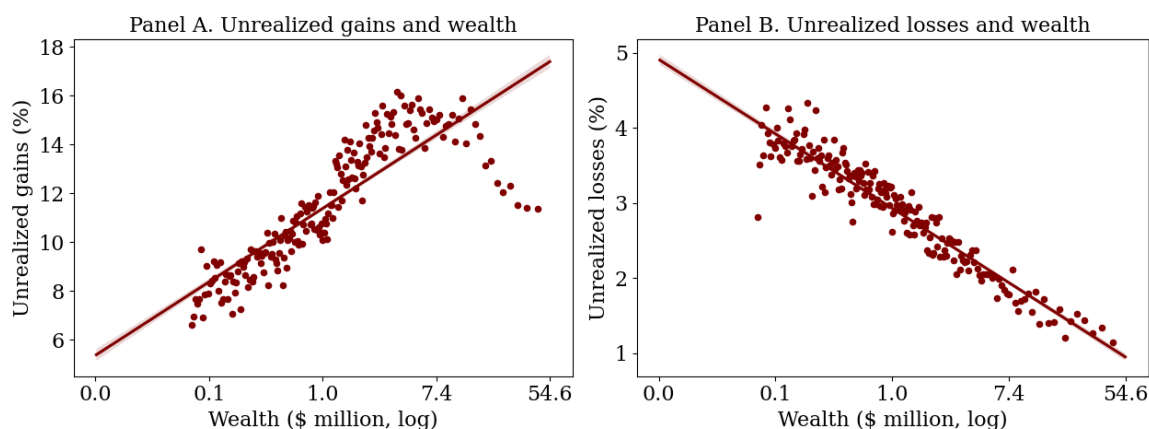 Panel A. Unrealized gains and wealth
Unrealized gains (%)
18
16
14
12
10
8
6
0.0 0.1 1.0 7.4 54.6
Wealth ($ million, log)
Panel B. Unrealized losses and wealth
Unrealized losses (%)
5
4
3
2
1
0.0 0.1 1.0 7.4 54.6
Wealth ($ million, log)